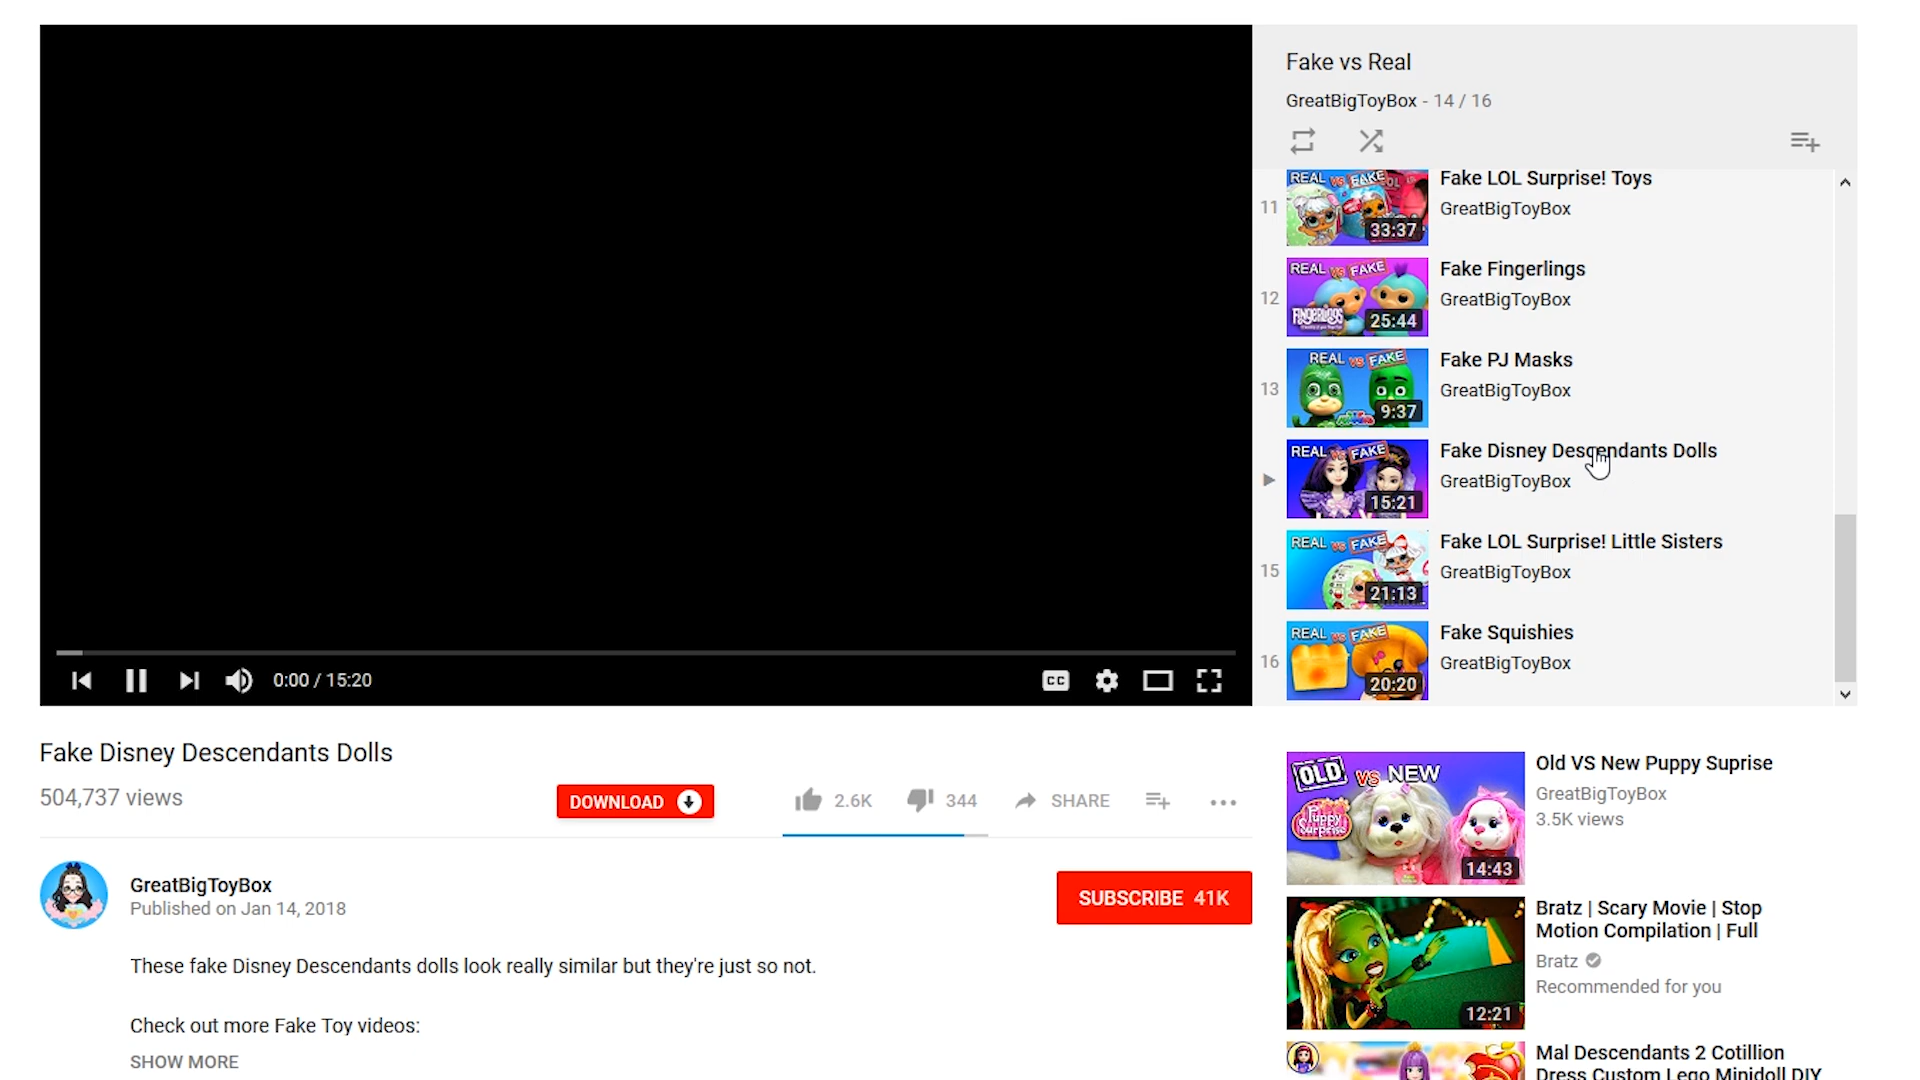 Fake vs Real
GreatBigToyBox - 14 / 16
11
REAL VS FAKE
33:37
Fake LOL Surprise! Toys
GreatBigToyBox
12
REAL VS FAKE
FINGERLINGS
25:44
Fake Fingerlings
GreatBigToyBox
13
REAL VS FAKE
9:37
Fake PJ Masks
GreatBigToyBox
REAL VS FAKE
15:21
Fake Disney Descendants Dolls
GreatBigToyBox
15
REAL VS FAKE
21:13
Fake LOL Surprise! Little Sisters
GreatBigToyBox
16
REAL VS FAKE
20:20
Fake Squishies
GreatBigToyBox
0:00 / 15:20
CC
Fake Disney Descendants Dolls
504,737 views
DOWNLOAD
2.6K
344
SHARE
GreatBigToyBox
Published on Jan 14, 2018
SUBSCRIBE 41K
These fake Disney Descendants dolls look really similar but they're just so not.
Check out more Fake Toy videos:
SHOW MORE
OLD VS NEW
Puppy
Surprise
14:43
Old VS New Puppy Suprise
GreatBigToyBox
3.5K views
12:21
Bratz | Scary Movie | Stop
Motion Compilation | Full
Bratz
Recommended for you
Mal Descendants 2 Cotillion
Dress Custom Lego Minidoll DIY